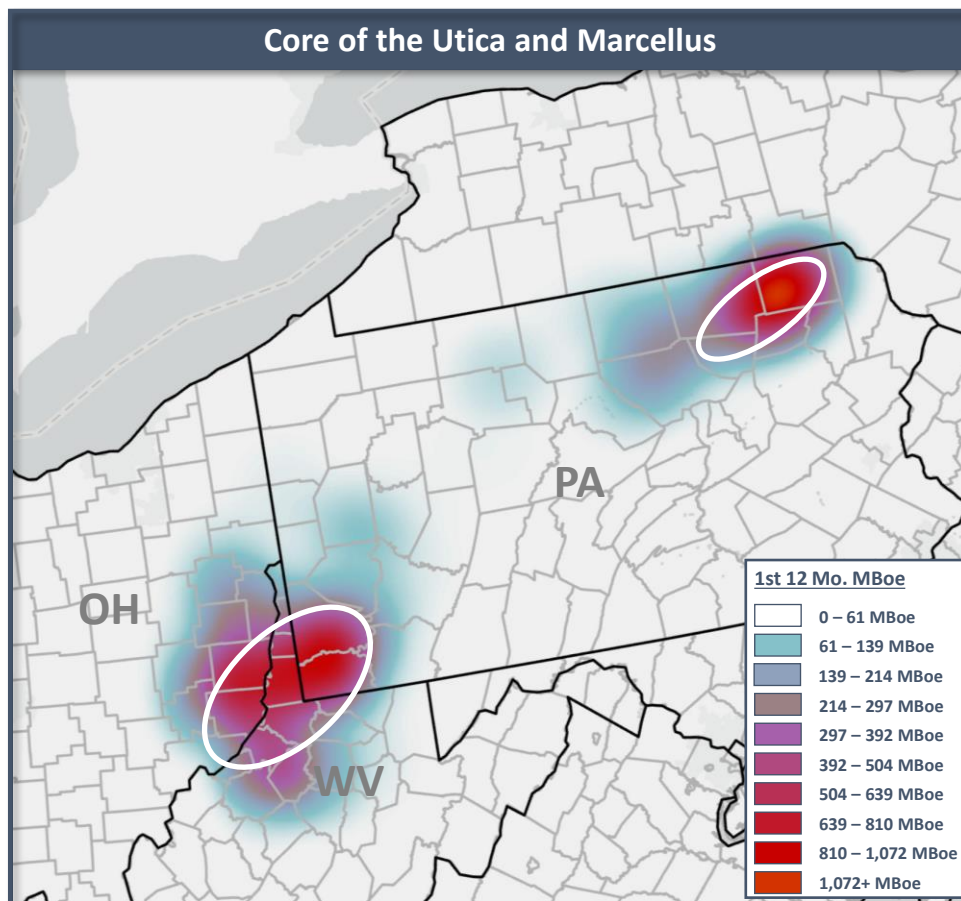 Core of the Utica and Marcellus
PA
OH
WV
1st 12 Mo. MBoe
0 – 61 MBoe
61 – 139 MBoe
139 – 214 MBoe
214 – 297 MBoe
297 – 392 MBoe
392 – 504 MBoe
504 – 639 MBoe
639 – 810 MBoe
810 – 1,072 MBoe
1,072+ MBoe